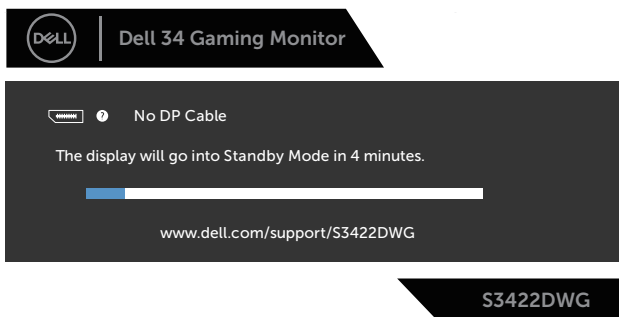 DELL
Dell 34 Gaming Monitor
? No DP Cable
The display will go into Standby Mode in 4 minutes.
www.dell.com/support/S3422DWG
S3422DWG